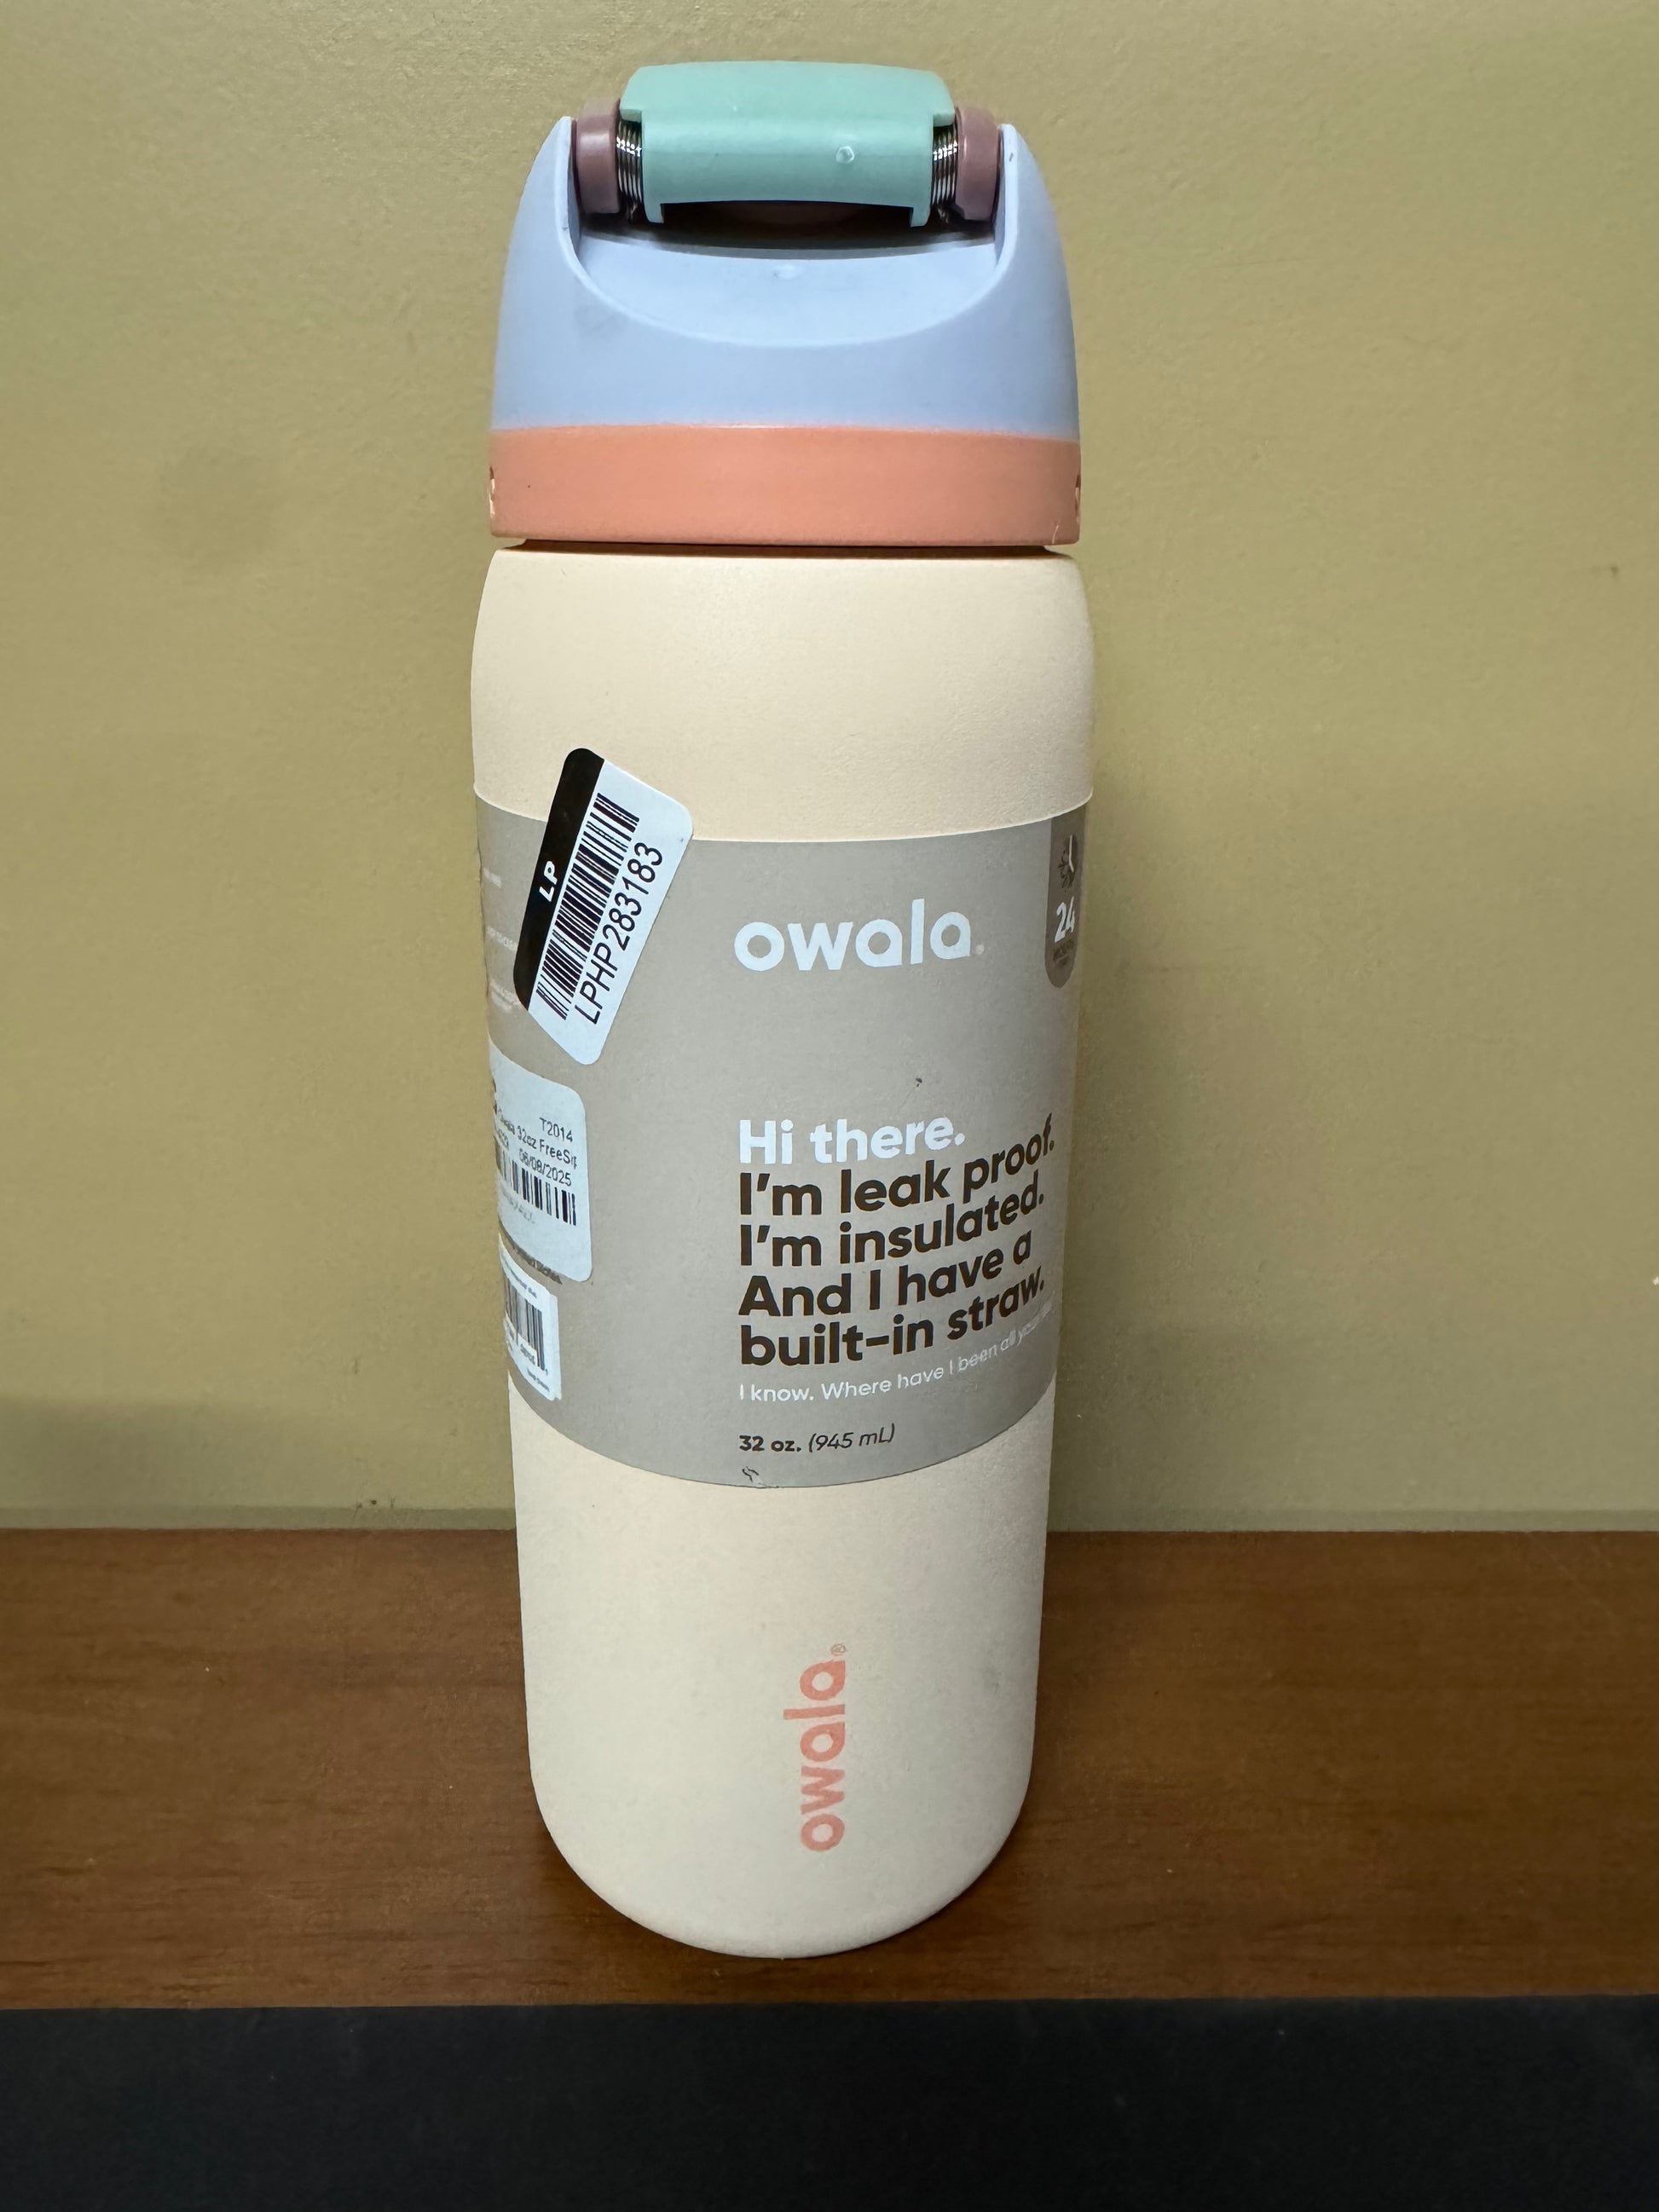 LP
LPHP283183
owala
24
T2014
32oz FreeSip
06/08/2025
Hi there.
I'm leak proof.
I'm insulated.
And I have a
built-in straw.
I know. Where have I been all
32 oz. (945 mL)
owala®